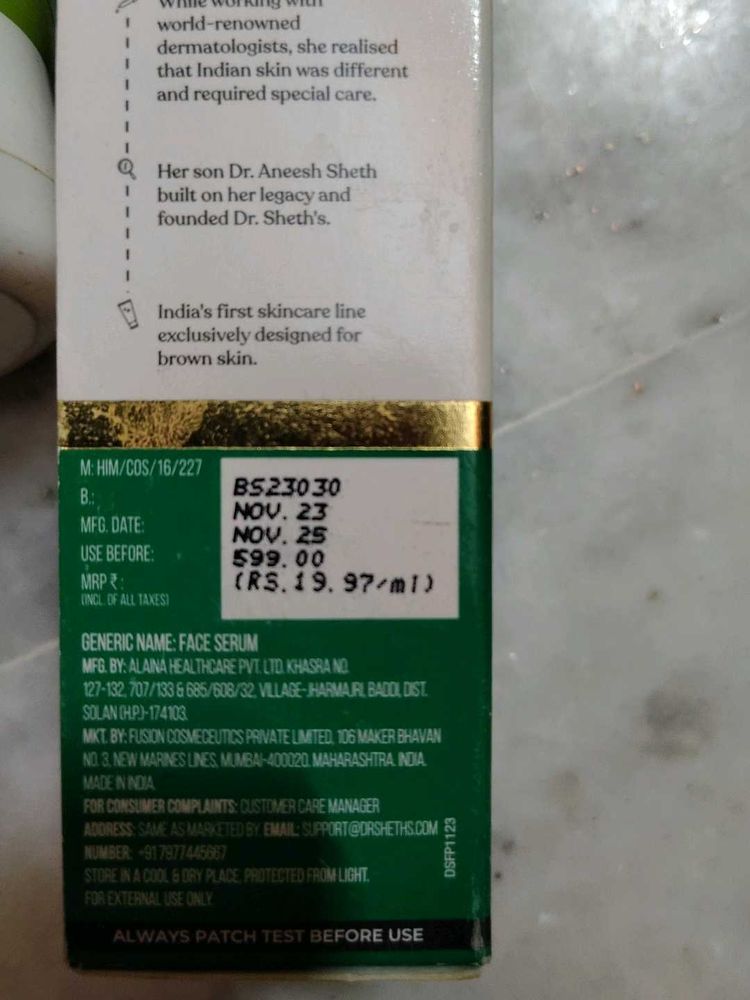 While working with
world-renowned
dermatologists, she realised
that Indian skin was different
and required special care.
Her son Dr. Aneesh Sheth
built on her legacy and
founded Dr. Sheth's.
India's first skincare line
exclusively designed for
brown skin.
M: HIM/COS/16/227
B.: BS23030
MFG. DATE: NOV. 23
USE BEFORE: NOV. 25
MRP ₹ : 599.00
(INCL. OF ALL TAXES) (RS.19.97/ml)
GENERIC NAME: FACE SERUM
MFG. BY: ALAINA HEALTHCARE PVT. LTD. KHASRA NO.
127-132, 707/133 & 685/608/32, VILLAGE-JHARMAJRI, BADDI, DIST.
SOLAN (H.P.)-174103.
MKT. BY: FUSION COSMECEUTICS PRIVATE LIMITED, 106 MAKER BHAVAN
NO. 3, NEW MARINES LINES, MUMBAI-400020. MAHARASHTRA. INDIA.
MADE IN INDIA.
FOR CONSUMER COMPLAINTS: CUSTOMER CARE MANAGER
ADDRESS: SAME AS MARKETED BY. EMAIL: SUPPORT@DRSHETHS.COM
NUMBER: +917977445667
STORE IN A COOL & DRY PLACE, PROTECTED FROM LIGHT.
FOR EXTERNAL USE ONLY.
DSFP1123
ALWAYS PATCH TEST BEFORE USE